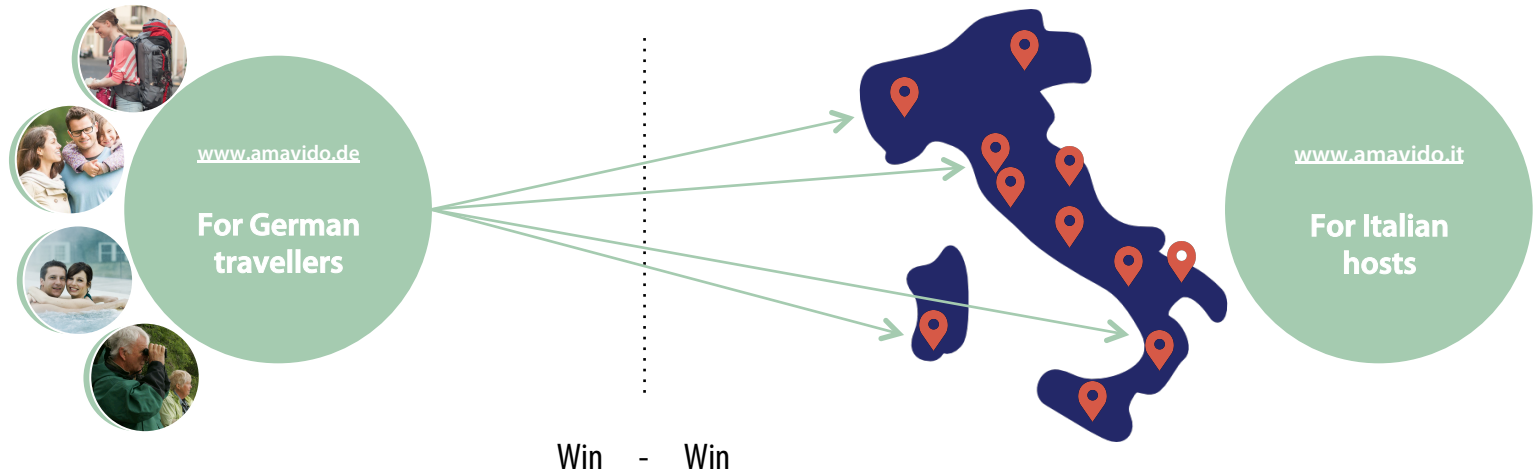 www.amavido.de
For German
travellers
www.amavido.it
For Italian
hosts
Win - Win